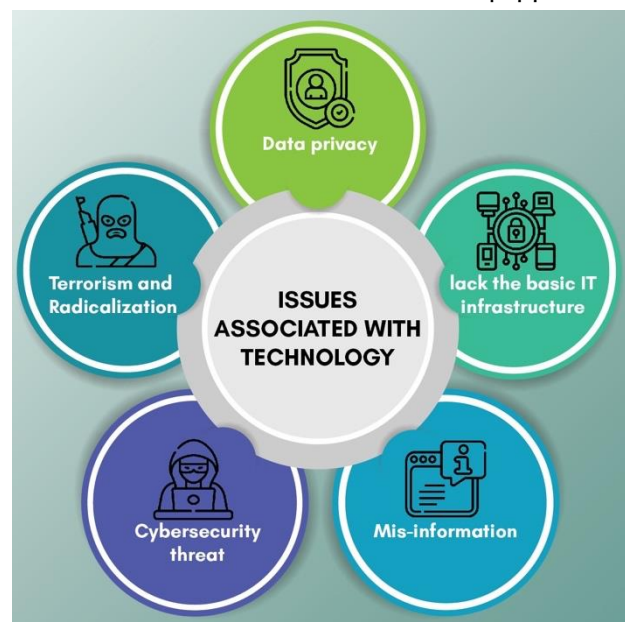 Data privacy
lack the basic IT
infrastructure
Mis-information
Cybersecurity
threat
Terrorism and
Radicalization
ISSUES
ASSOCIATED WITH
TECHNOLOGY